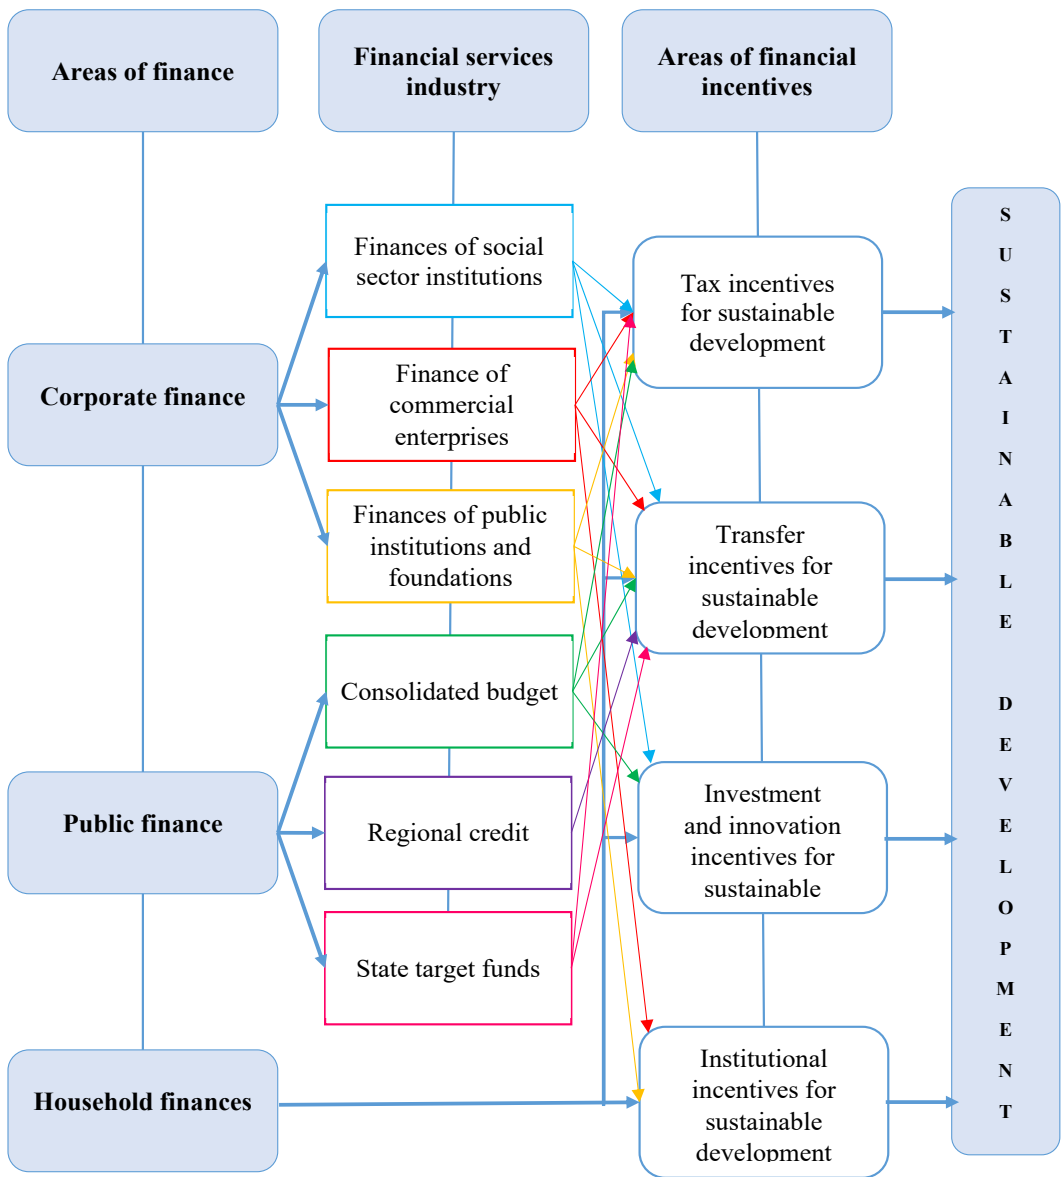 Areas of finance
Financial services
industry
Areas of financial
incentives
Finances of social
sector institutions
Tax incentives
for sustainable
development
Corporate finance
Finance of
commercial
enterprises
Finances of public
institutions and
foundations
Transfer
incentives for
sustainable
development
Consolidated budget
Public finance
Regional credit
Investment
and innovation
incentives for
sustainable
State target funds
Household finances
Institutional
incentives for
sustainable
development
S
U
S
T
A
I
N
A
B
L
E
D
E
V
E
L
O
P
M
E
N
T